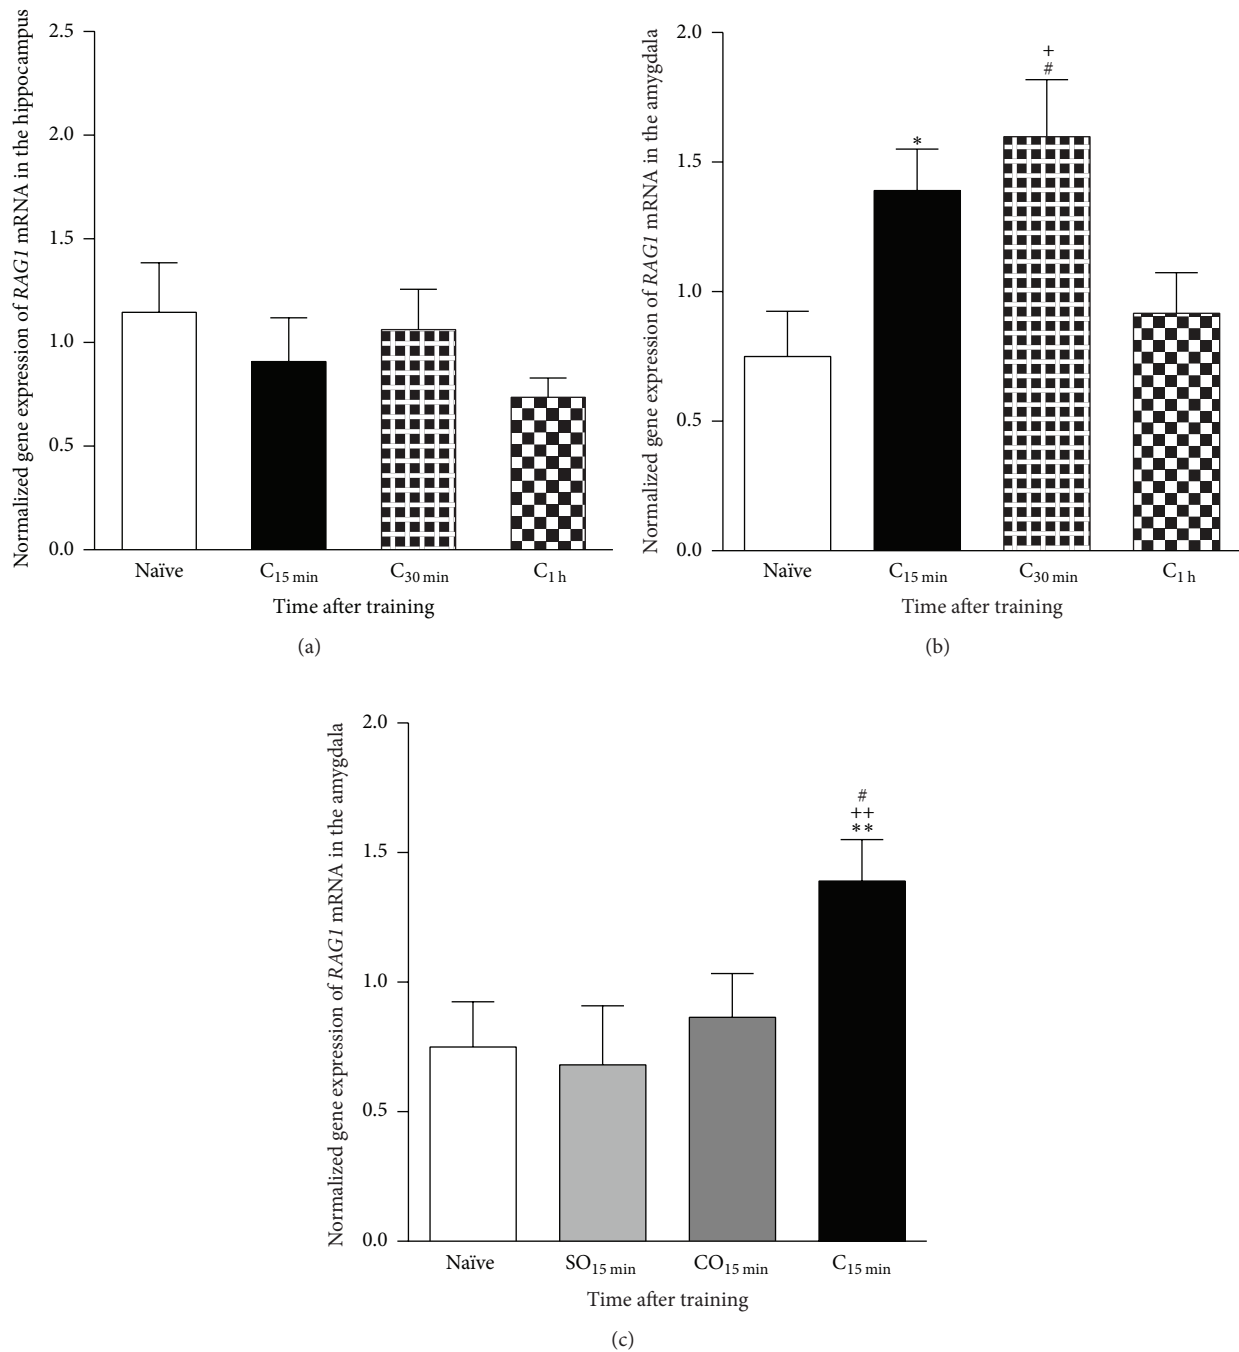 Normalized gene expression of RAG1 mRNA in the hippocampus
2.5
2.0
1.5
1.0
0.5
0.0
Naïve C15 min C30 min C1 h
Time after training
(a)
Normalized gene expression of RAG1 mRNA in the amygdala
2.0
1.5
1.0
0.5
0.0
*
+
#
Naïve C15 min C30 min C1 h
Time after training
(b)
Normalized gene expression of RAG1 mRNA in the amygdala
2.0
1.5
1.0
0.5
0.0
#
++
**
Naïve SO15 min CO15 min C15 min
Time after training
(c)